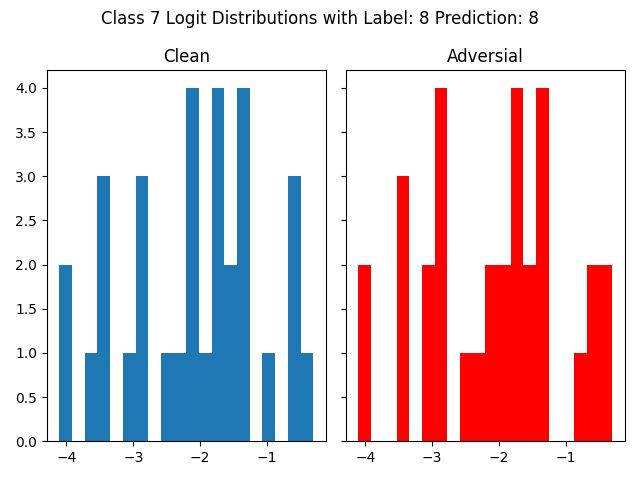 Class 7 Logit Distributions with Label: 8 Prediction: 8
Clean
Adversial
4.0
3.5
3.0
2.5
2.0
1.5
1.0
0.5
0.0
−4 −3 −2 −1
−4 −3 −2 −1